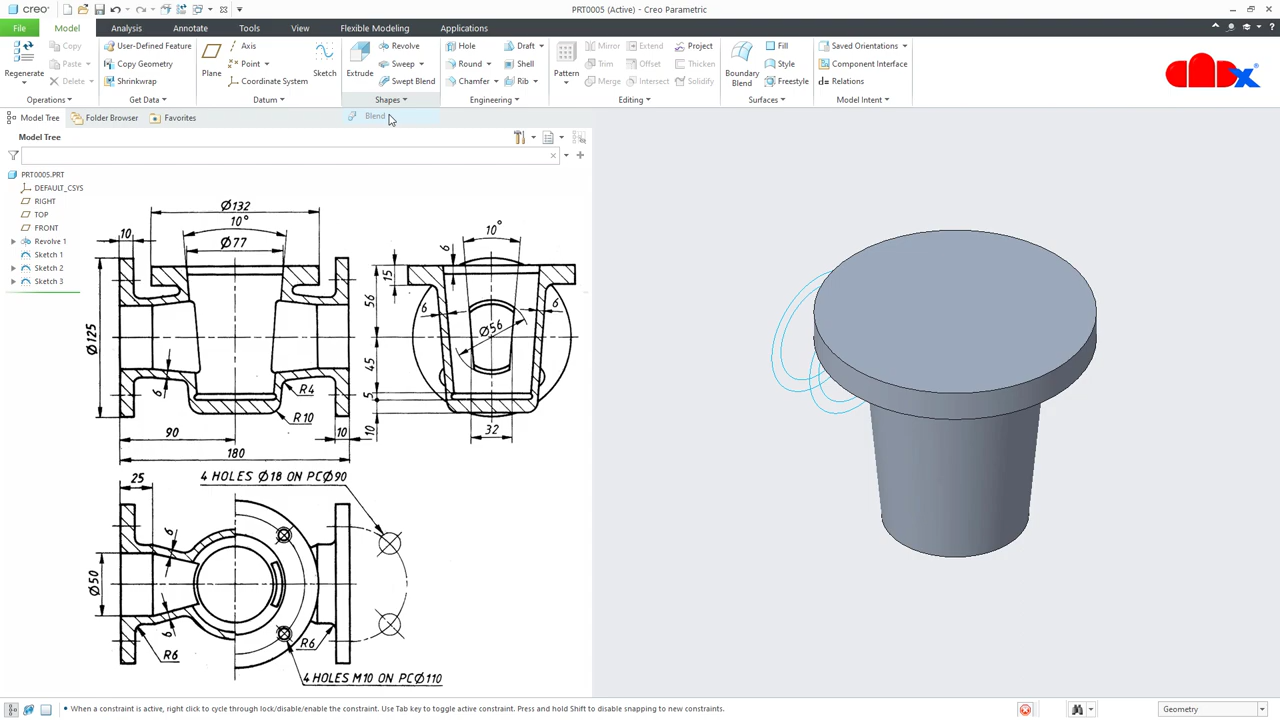 creo
PRT0005 (Active) - Creo Parametric
File Model Analysis Annotate Tools View Flexible Modeling Applications
Regenerate
Copy
Paste
Delete
Operations
User-Defined Feature
Copy Geometry
Shrinkwrap
Get Data
Plane
Axis
Point
Coordinate System
Sketch
Datum
Extrude
Revolve
Sweep
Swept Blend
Shapes
Hole
Round
Chamfer
Draft
Shell
Rib
Engineering
Pattern
Mirror
Trim
Merge
Extend
Offset
Intersect
Project
Thicken
Solidify
Editing
Boundary
Blend
Fill
Style
Freestyle
Surfaces
Saved Orientations
Component Interface
Relations
Model Intent
Blend
Model Tree Folder Browser Favorites
Model Tree
PRT0005.PRT
DEFAULT_CSYS
RIGHT
TOP
FRONT
Revolve 1
Sketch 1
Sketch 2
Sketch 3
Ø132
10°
Ø77
10
Ø125
6
R4
R10
90
10
180
56
45
5
10
15
6
10°
6
6
Ø56
32
25
4 HOLES Ø18 ON PCØ90
6
Ø50
6
R6
R6
4 HOLES M10 ON PCØ110
When a constraint is active, right click to cycle through lock/disable/enable the constraint. Use Tab key to toggle active constraint. Press and hold Shift to disable snapping to new constraints.
Geometry